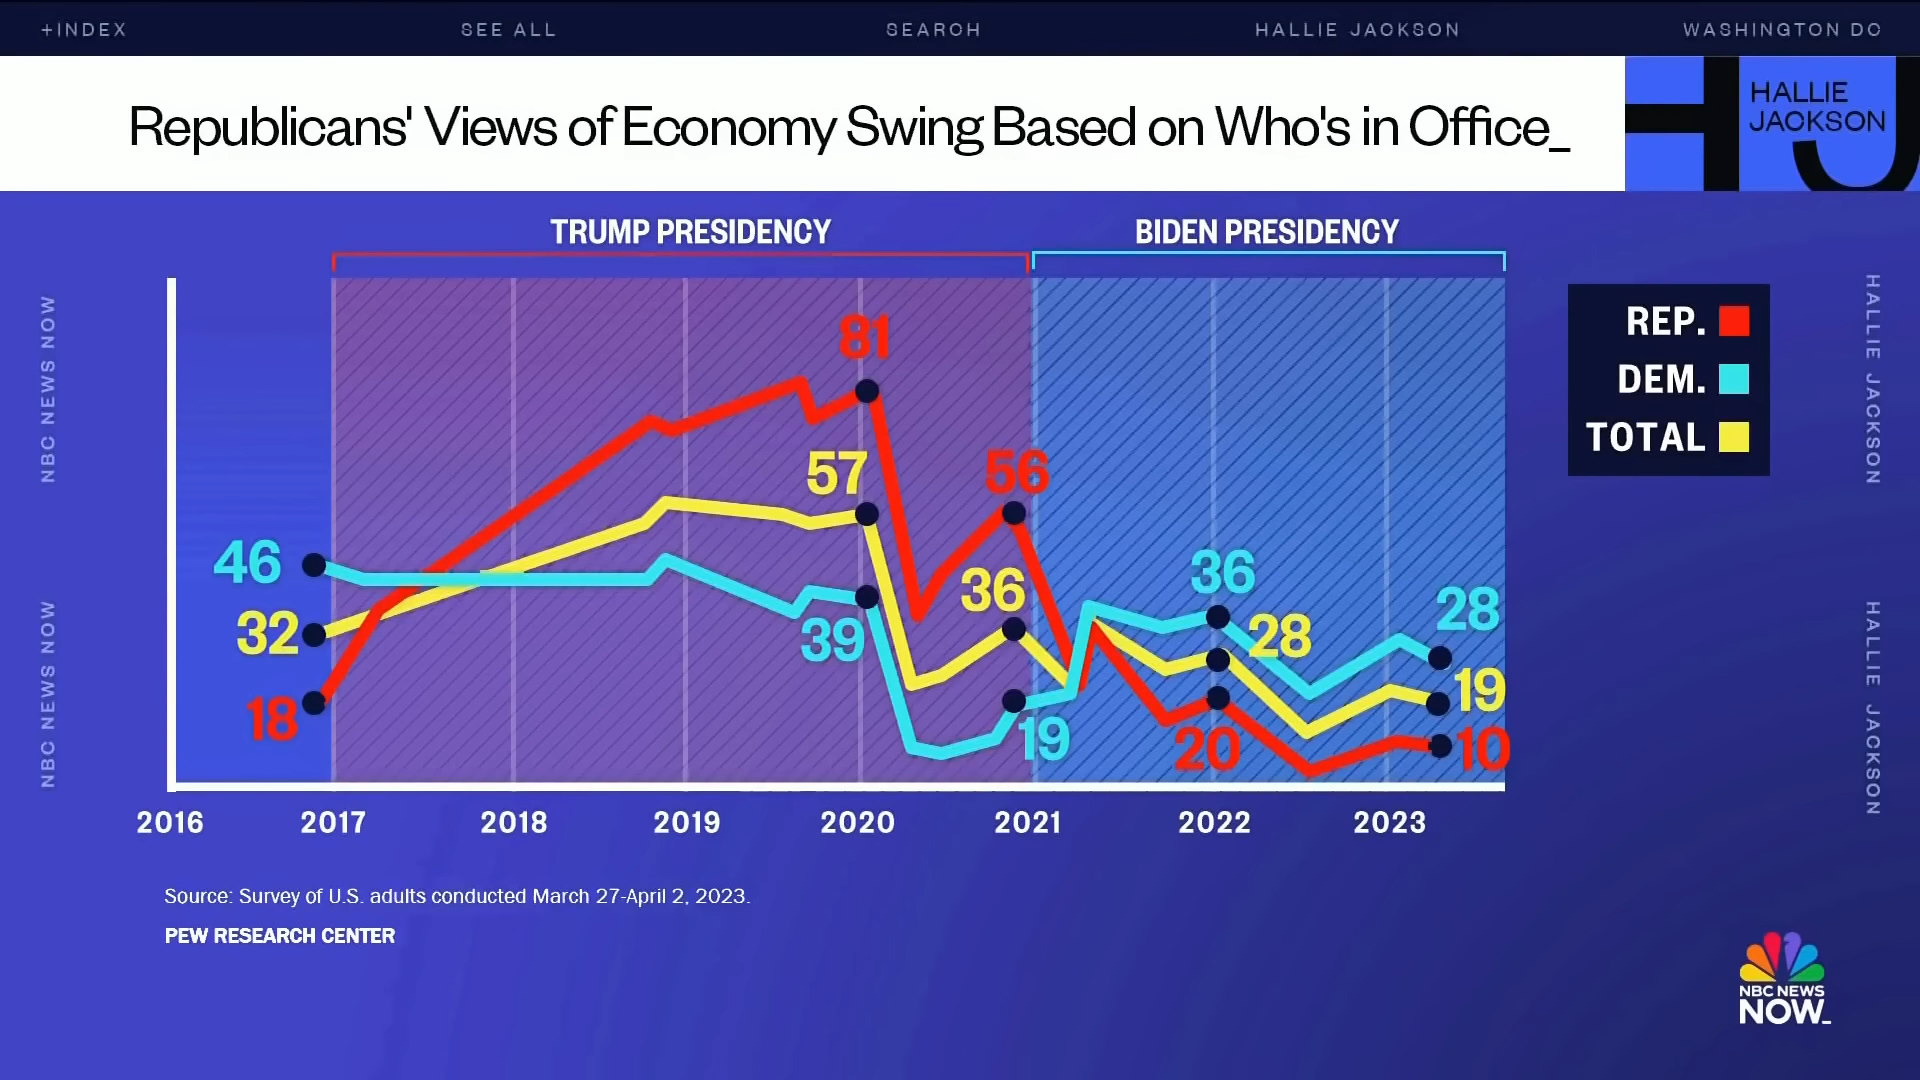 +INDEX
SEE ALL
SEARCH
HALLIE JACKSON
WASHINGTON DC
Republicans' Views of Economy Swing Based on Who's in Office_
HALLIE
JACKSON
TRUMP PRESIDENCY
BIDEN PRESIDENCY
NBC NEWS NOW
NBC NEWS NOW
81
57
56
46
36
39
32
18
19
36
28
20
28
19
10
REP.
DEM.
TOTAL
HALLIE JACKSON
HALLIE JACKSON
2016
2017
2018
2019
2020
2021
2022
2023
Source: Survey of U.S. adults conducted March 27-April 2, 2023.
PEW RESEARCH CENTER
NBC NEWS
NOW_